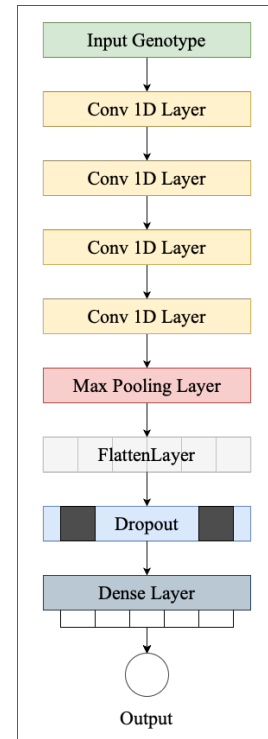 Input Genotype
Conv 1D Layer
Conv 1D Layer
Conv 1D Layer
Conv 1D Layer
Max Pooling Layer
FlattenLayer
Dropout
Dense Layer
Output